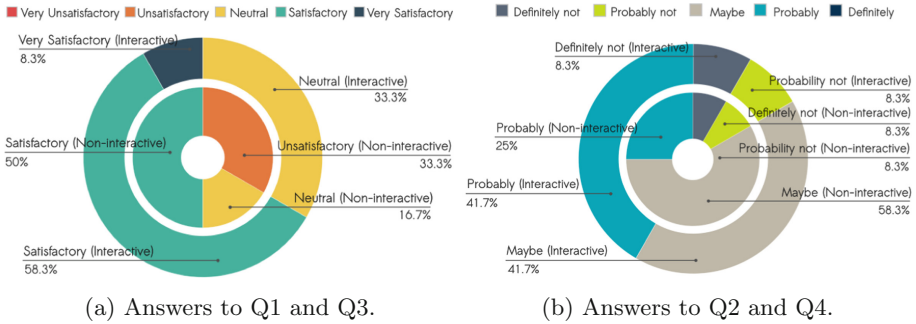 Very Unsatisfactory Unsatisfactory Neutral Satisfactory Very Satisfactory
Very Satisfactory (Interactive)
8.3%
Neutral (Interactive)
33.3%
Satisfactory (Non-interactive)
50%
Unsatisfactory (Non-interactive)
33.3%
Neutral (Non-interactive)
16.7%
Satisfactory (Interactive)
58.3%
(a) Answers to Q1 and Q3.
Definitely not Probably not Maybe Probably Definitely
Definitely not (Interactive)
8.3%
Probability not (Interactive)
8.3%
Definitely not (Non-interactive)
8.3%
Probably (Non-interactive)
25%
Probability not (Non-interactive)
8.3%
Probably (Interactive)
41.7%
Maybe (Non-interactive)
58.3%
Maybe (Interactive)
41.7%
(b) Answers to Q2 and Q4.